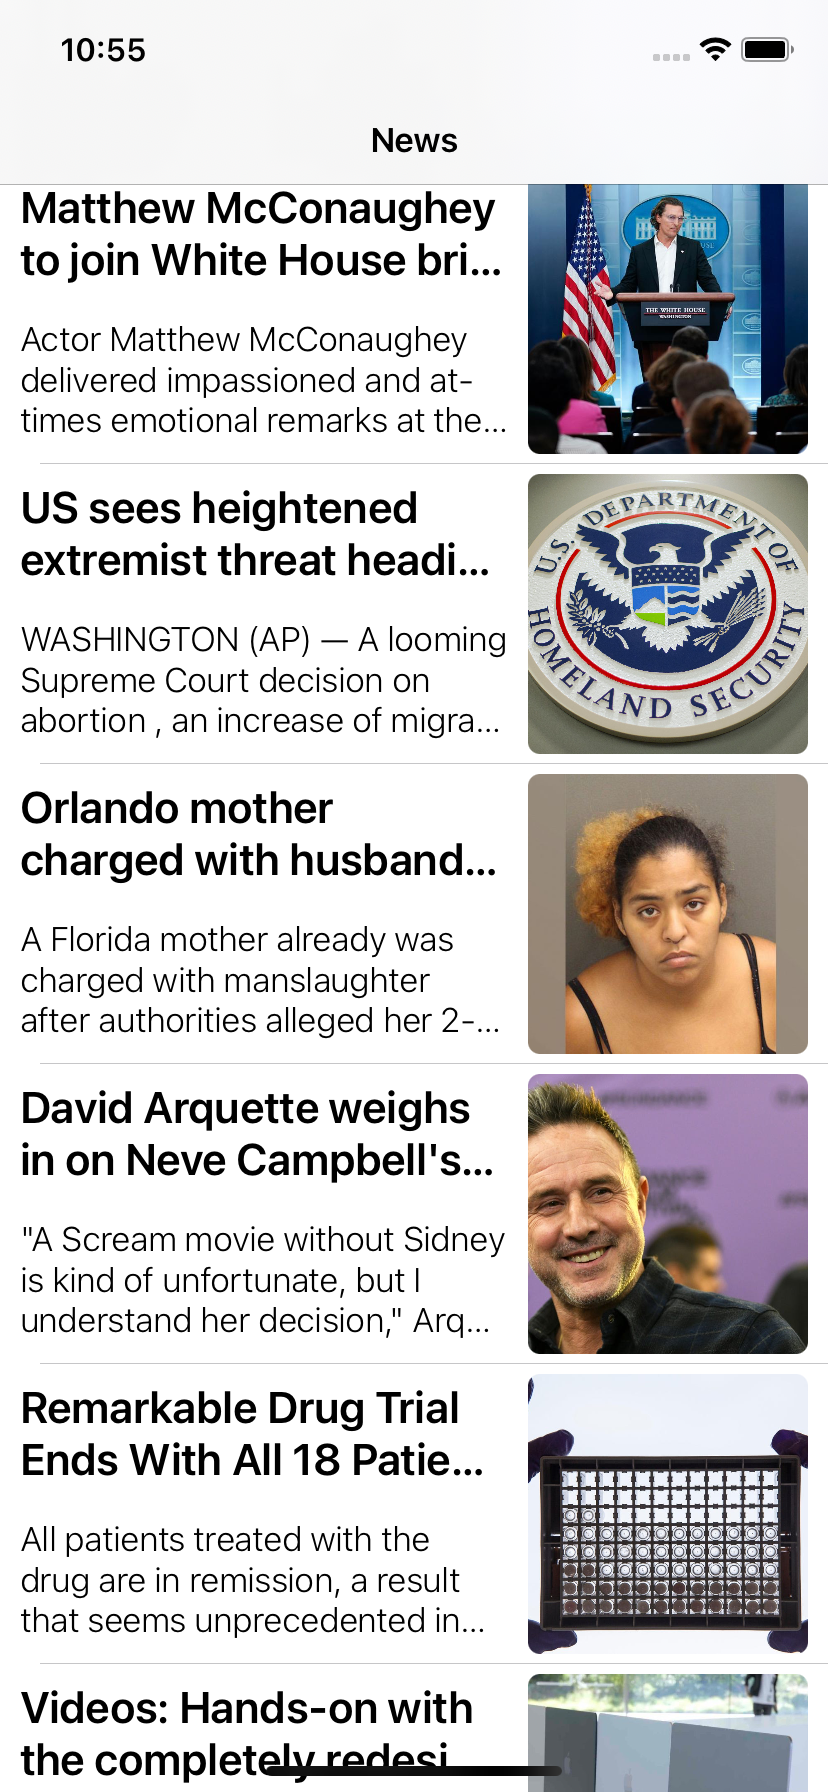 10:55
News
Matthew McConaughey
to join White House bri...
THE WHITE HOUSE
WASHINGTON
Actor Matthew McConaughey
delivered impassioned and at-
times emotional remarks at the...
US sees heightened
extremist threat headi...
U.S. DEPARTMENT OF
HOMELAND SECURITY
WASHINGTON (AP) — A looming
Supreme Court decision on
abortion , an increase of migra...
Orlando mother
charged with husband...
A Florida mother already was
charged with manslaughter
after authorities alleged her 2-...
David Arquette weighs
in on Neve Campbell's...
"A Scream movie without Sidney
is kind of unfortunate, but I
understand her decision," Arq...
Remarkable Drug Trial
Ends With All 18 Patie...
All patients treated with the
drug are in remission, a result
that seems unprecedented in...
Videos: Hands-on with
the completely redesi